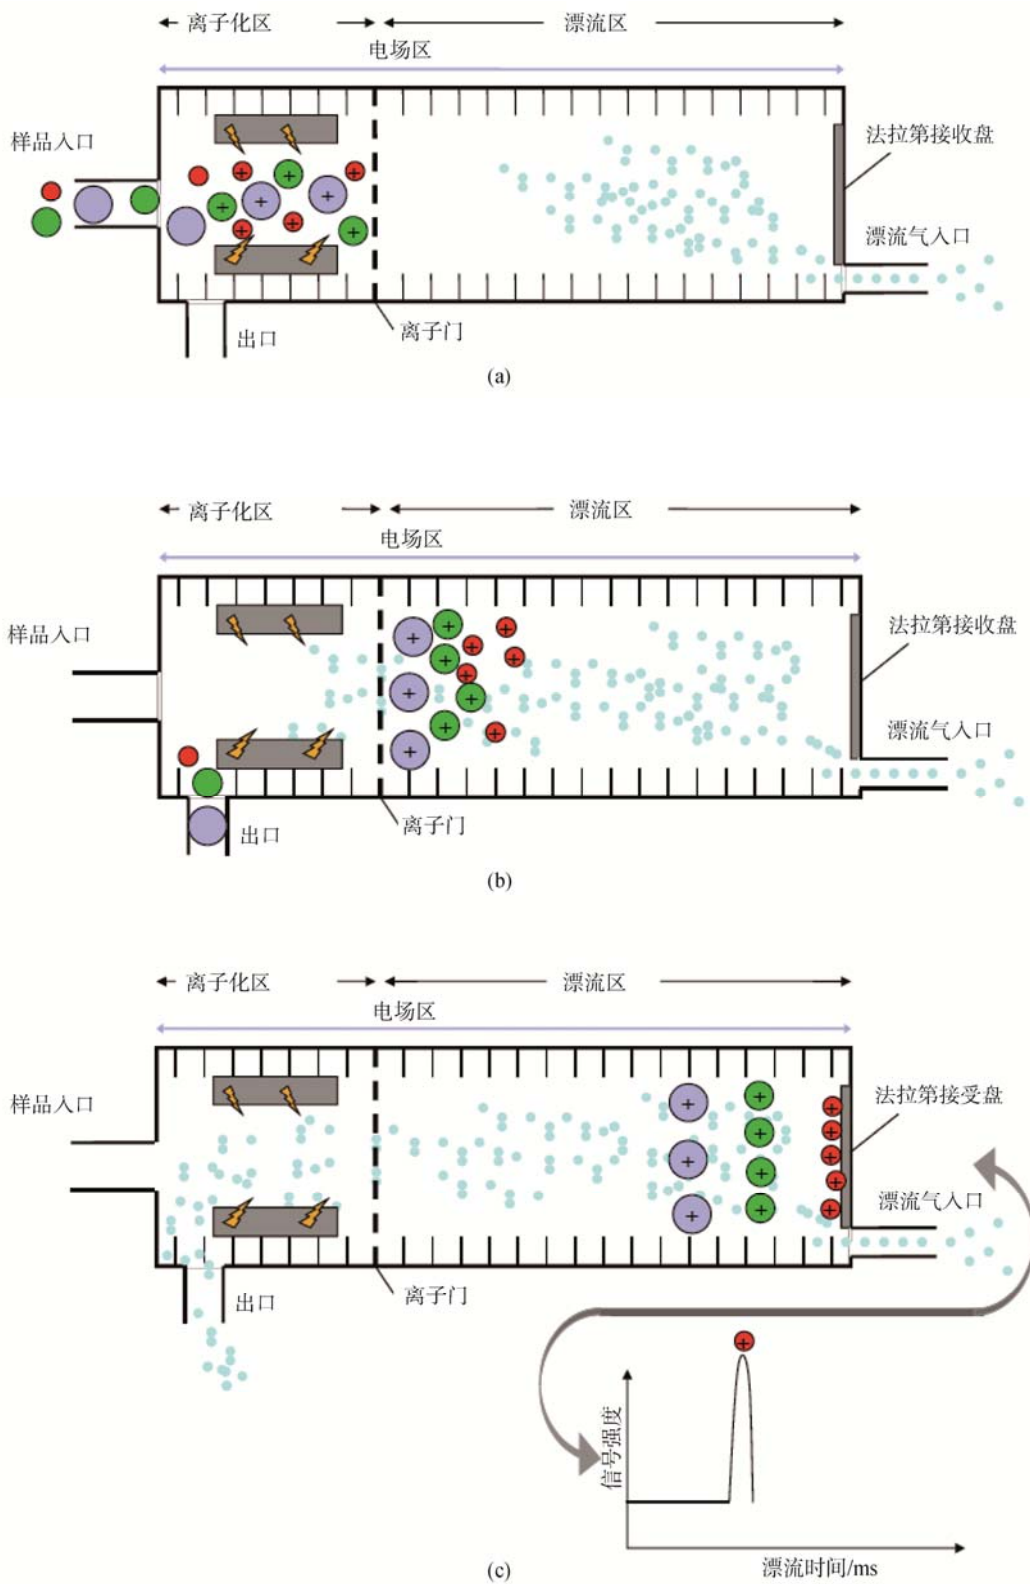 离子化区 漂流区
电场区
样品入口
法拉第接收盘
漂流气入口
出口
离子门
(a)
离子化区 漂流区
电场区
样品入口
法拉第接收盘
漂流气入口
离子门
出口
(b)
离子化区 漂流区
电场区
样品入口
法拉第接受盘
漂流气入口
出口
离子门
信号强度
漂流时间/ms
(c)